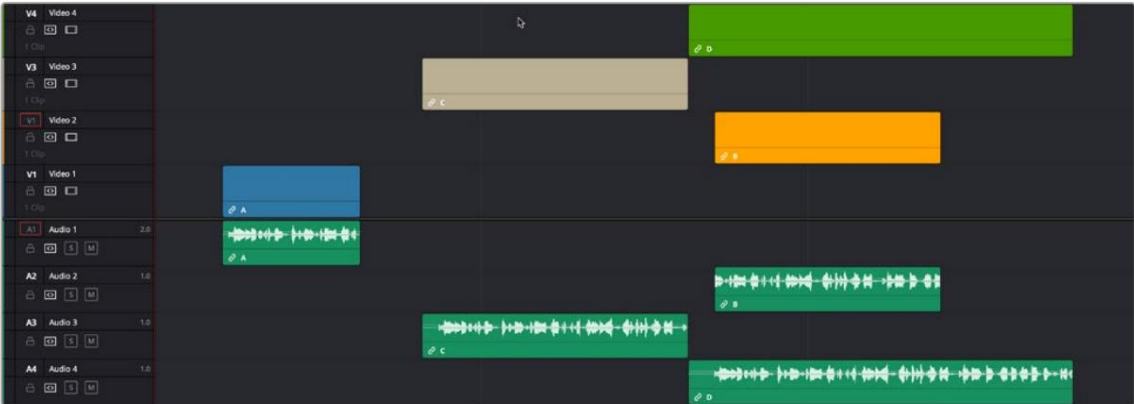 V4 Video 4
1 Clip
D
V3 Video 3
1 Clip
C
V1 Video 2
1 Clip
B
V1 Video 1
1 Clip
A
A1 Audio 1 2.0
S M
A
A2 Audio 2 1.0
S M
B
A3 Audio 3 1.0
S M
C
A4 Audio 4 1.0
S M
D